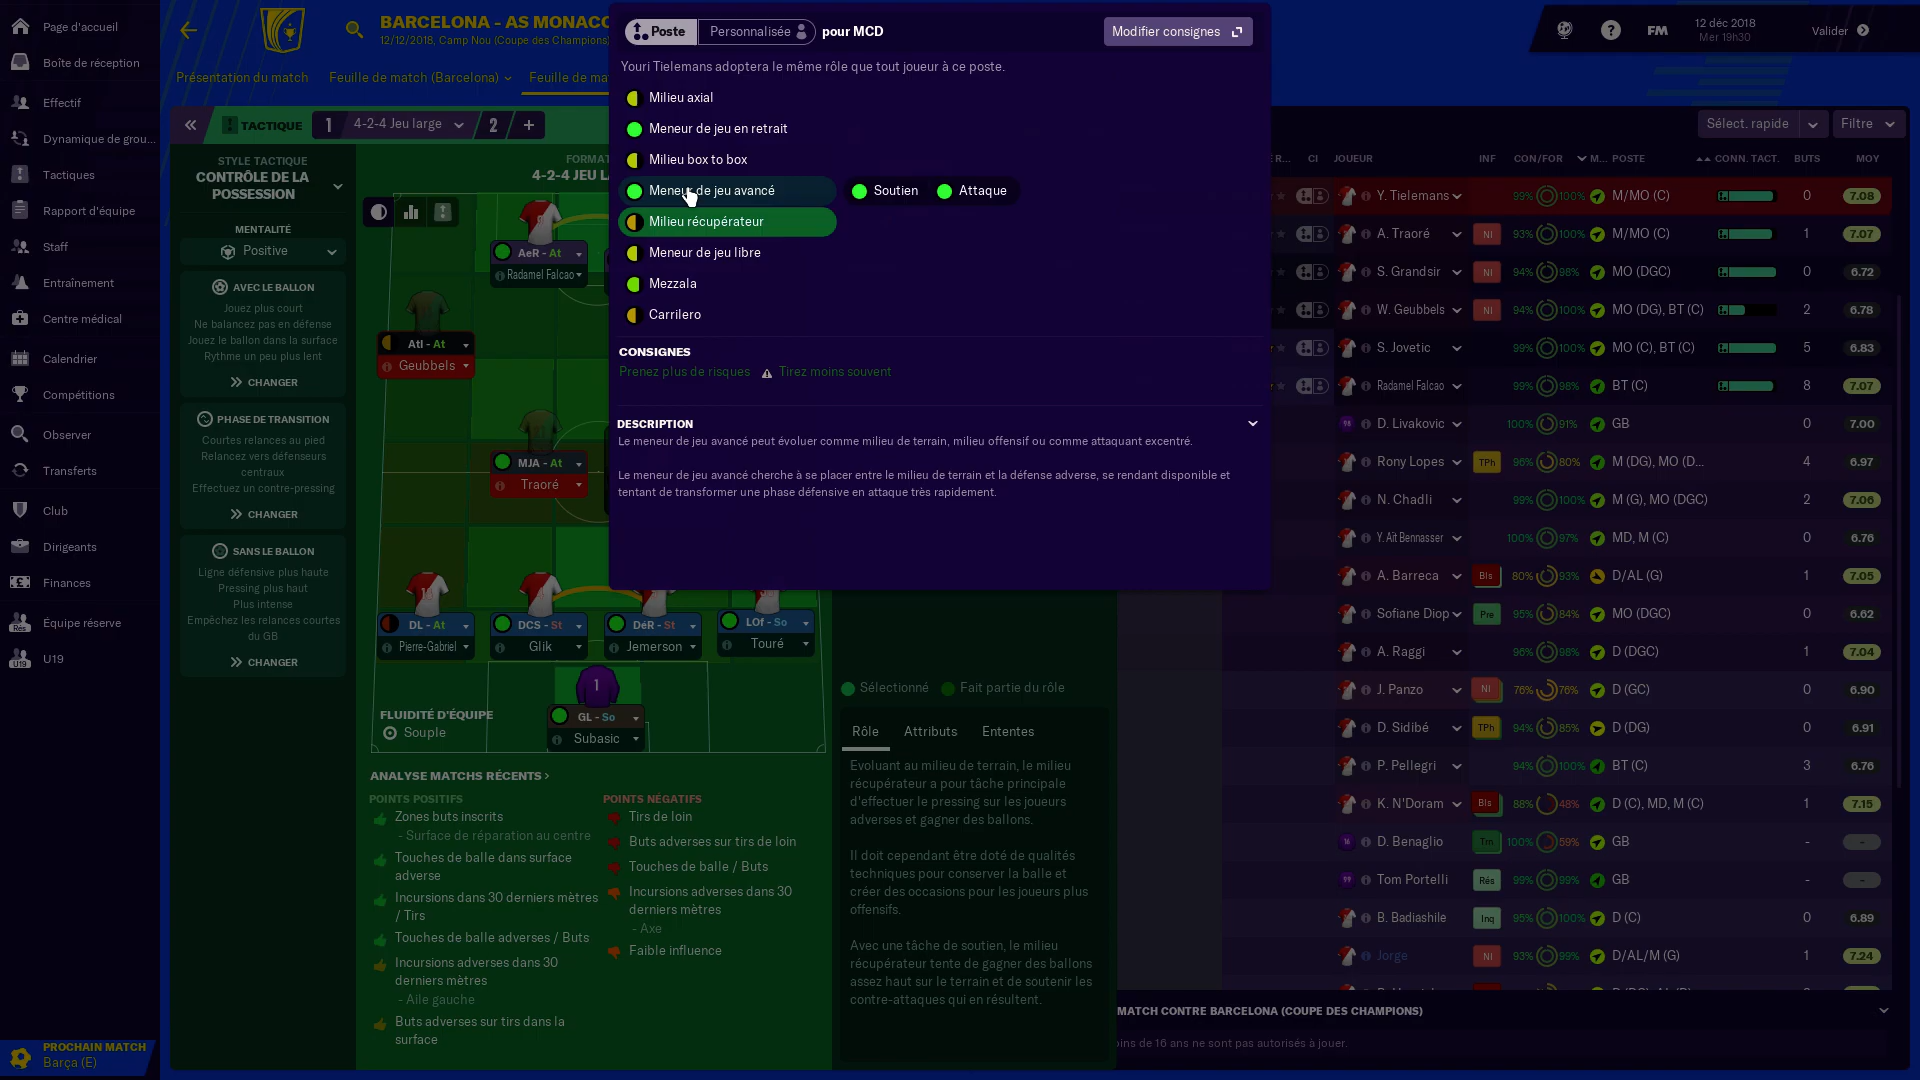 BARCELONA - AS MONACO
12/12/2018, Camp Nou (Coupe des Champions)
12 déc 2018
Mer 19h30
Valider
FM
Présentation du match
Feuille de match (Barcelona)
Feuille de ma
Page d'accueil
Boîte de réception
Effectif
Dynamique de grou...
Tactiques
Rapport d'équipe
Staff
Entraînement
Centre médical
Calendrier
Compétitions
Observer
Transferts
Club
Dirigeants
Finances
Équipe réserve
U19
PROCHAIN MATCH
Barça (E)
TACTIQUE
1
4-2-4 Jeu large
2
+
STYLE TACTIQUE
CONTRÔLE DE LA
POSSESSION
MENTALITÉ
Positive
AVEC LE BALLON
Jouez plus court
Ne balancez pas en défense
Jouez le ballon dans la surface
Rythme un peu plus lent
CHANGER
PHASE DE TRANSITION
Courtes relances au pied
Relancez vers défenseurs
centraux
Effectuez un contre-pressing
CHANGER
SANS LE BALLON
Ligne défensive plus haute
Pressing plus haut
Plus intense
Empêchez les relances courtes
du GB
CHANGER
FORMAT
4-2-4 JEU L
AeR - At
Radamel Falcao
AtI - At
Geubbels
MJA - At
Traoré
DL - At
Pierre-Gabriel
DCS - St
Glik
DéR - St
Jemerson
LOf - So
Touré
1
GL - So
Subasic
FLUIDITÉ D'ÉQUIPE
Souple
ANALYSE MATCHS RÉCENTS >
POINTS POSITIFS
Zones buts inscrits
- Surface de réparation au centre
Touches de balle dans surface
adverse
Incursions dans 30 derniers mètres
/ Tirs
Touches de balle adverses / Buts
Incursions adverses dans 30
derniers mètres
- Aile gauche
Buts adverses sur tirs dans la
surface
POINTS NÉGATIFS
Tirs de loin
Buts adverses sur tirs de loin
Touches de balle / Buts
Incursions adverses dans 30
derniers mètres
- Axe
Faible influence
Poste
Personnalisée
pour MCD
Modifier consignes
Youri Tielemans adoptera le même rôle que tout joueur à ce poste.
Milieu axial
Meneur de jeu en retrait
Milieu box to box
Meneur de jeu avancé
Soutien
Attaque
Milieu récupérateur
Meneur de jeu libre
Mezzala
Carrilero
CONSIGNES
Prenez plus de risques
Tirez moins souvent
DESCRIPTION
Le meneur de jeu avancé peut évoluer comme milieu de terrain, milieu offensif ou comme attaquant excentré.
Le meneur de jeu avancé cherche à se placer entre le milieu de terrain et la défense adverse, se rendant disponible et
tentant de transformer une phase défensive en attaque très rapidement.
Sélectionné
Fait partie du rôle
Rôle
Attributs
Ententes
Evoluant au milieu de terrain, le milieu
récupérateur a pour tâche principale
d'effectuer le pressing sur les joueurs
adverses et gagner des ballons.
Il doit cependant être doté de qualités
techniques pour conserver la balle et
créer des occasions pour les joueurs plus
offensifs.
Avec une tâche de soutien, le milieu
récupérateur tente de gagner des ballons
assez haut sur le terrain et de soutenir les
contre-attaques qui en résultent.
Sélect. rapide
Filtre
R... CI JOUEUR INF CON/FOR M... POSTE CONN. TACT. BUTS MOY
Y. Tielemans 99% 100% M/MO (C) 0 7.08
A. Traoré NI 93% 100% M/MO (C) 1 7.07
S. Grandsir NI 94% 98% MO (DGC) 0 6.72
W. Geubbels NI 94% 100% MO (DG), BT (C) 2 6.78
S. Jovetic 99% 100% MO (C), BT (C) 5 6.83
Radamel Falcao 99% 98% BT (C) 8 7.07
D. Livakovic 100% 91% GB 0 7.00
Rony Lopes TPh 96% 80% M (DG), MO (D... 4 6.97
N. Chadli 99% 100% M (G), MO (DGC) 2 7.06
Y. Aït Bennasser 100% 97% MD, M (C) 0 6.76
A. Barreca Bls 80% 93% D/AL (G) 1 7.05
Sofiane Diop Pre 95% 84% MO (DGC) 0 6.62
A. Raggi 96% 98% D (DGC) 1 7.04
J. Panzo NI 76% 76% D (GC) 0 6.90
D. Sidibé TPh 94% 85% D (DG) 0 6.91
P. Pellegri 94% 100% BT (C) 3 6.76
K. N'Doram Bls 88% 48% D (C), MD, M (C) 1 7.15
D. Benaglio Trn 100% 59% GB - -
Tom Portelli Rés 99% 99% GB - -
B. Badiashile Inq 95% 100% D (C) 0 6.89
Jorge NI 93% 99% D/AL/M (G) 1 7.24
MATCH CONTRE BARCELONA (COUPE DES CHAMPIONS)
ins de 16 ans ne sont pas autorisés à jouer.